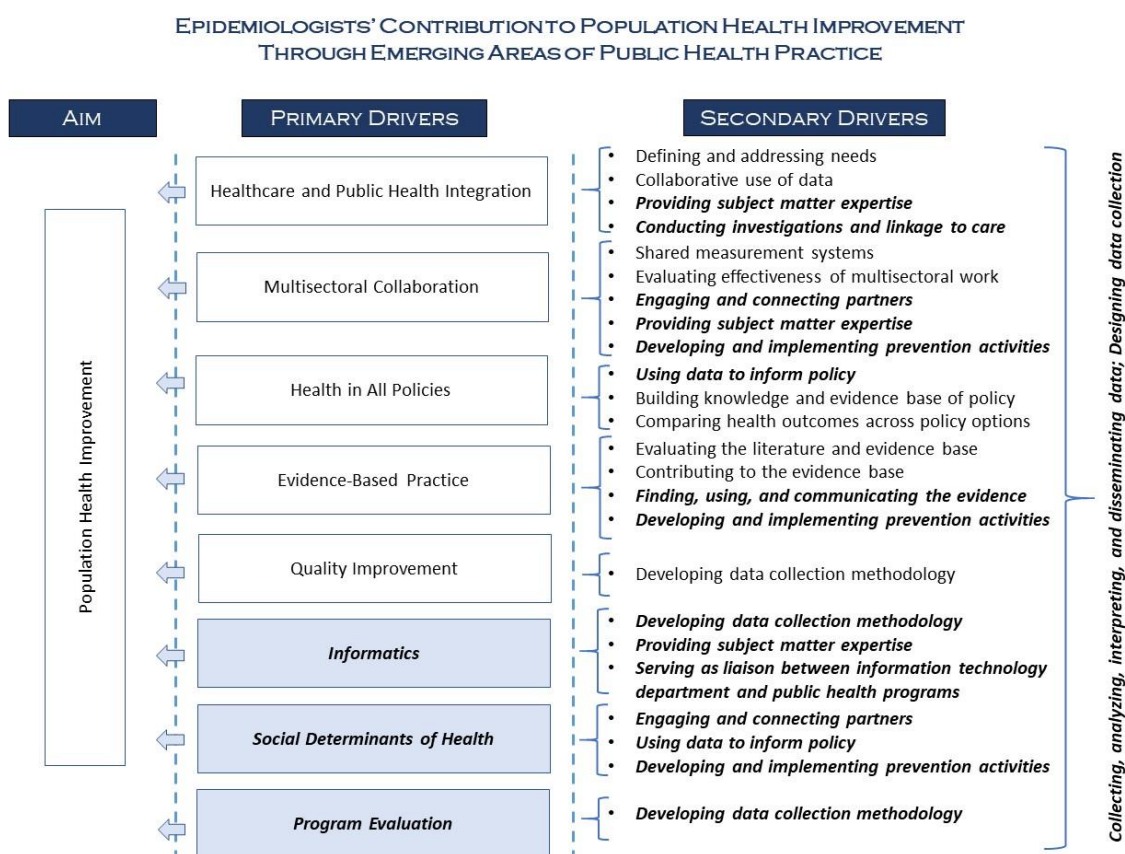 EPIDEMIOLOGISTS' CONTRIBUTION TO POPULATION HEALTH IMPROVEMENT
THROUGH EMERGING AREAS OF PUBLIC HEALTH PRACTICE
AIM
PRIMARY DRIVERS
SECONDARY DRIVERS
Population Health Improvement
Healthcare and Public Health Integration
• Defining and addressing needs
• Collaborative use of data
• Providing subject matter expertise
• Conducting investigations and linkage to care
Multisectoral Collaboration
• Shared measurement systems
• Evaluating effectiveness of multisectoral work
• Engaging and connecting partners
• Providing subject matter expertise
• Developing and implementing prevention activities
Health in All Policies
• Using data to inform policy
• Building knowledge and evidence base of policy
• Comparing health outcomes across policy options
Evidence-Based Practice
• Evaluating the literature and evidence base
• Contributing to the evidence base
• Finding, using, and communicating the evidence
• Developing and implementing prevention activities
Quality Improvement
• Developing data collection methodology
Informatics
• Developing data collection methodology
• Providing subject matter expertise
• Serving as liaison between information technology
department and public health programs
Social Determinants of Health
• Engaging and connecting partners
• Using data to inform policy
• Developing and implementing prevention activities
Program Evaluation
• Developing data collection methodology
Collecting, analyzing, interpreting, and disseminating data; Designing data collection